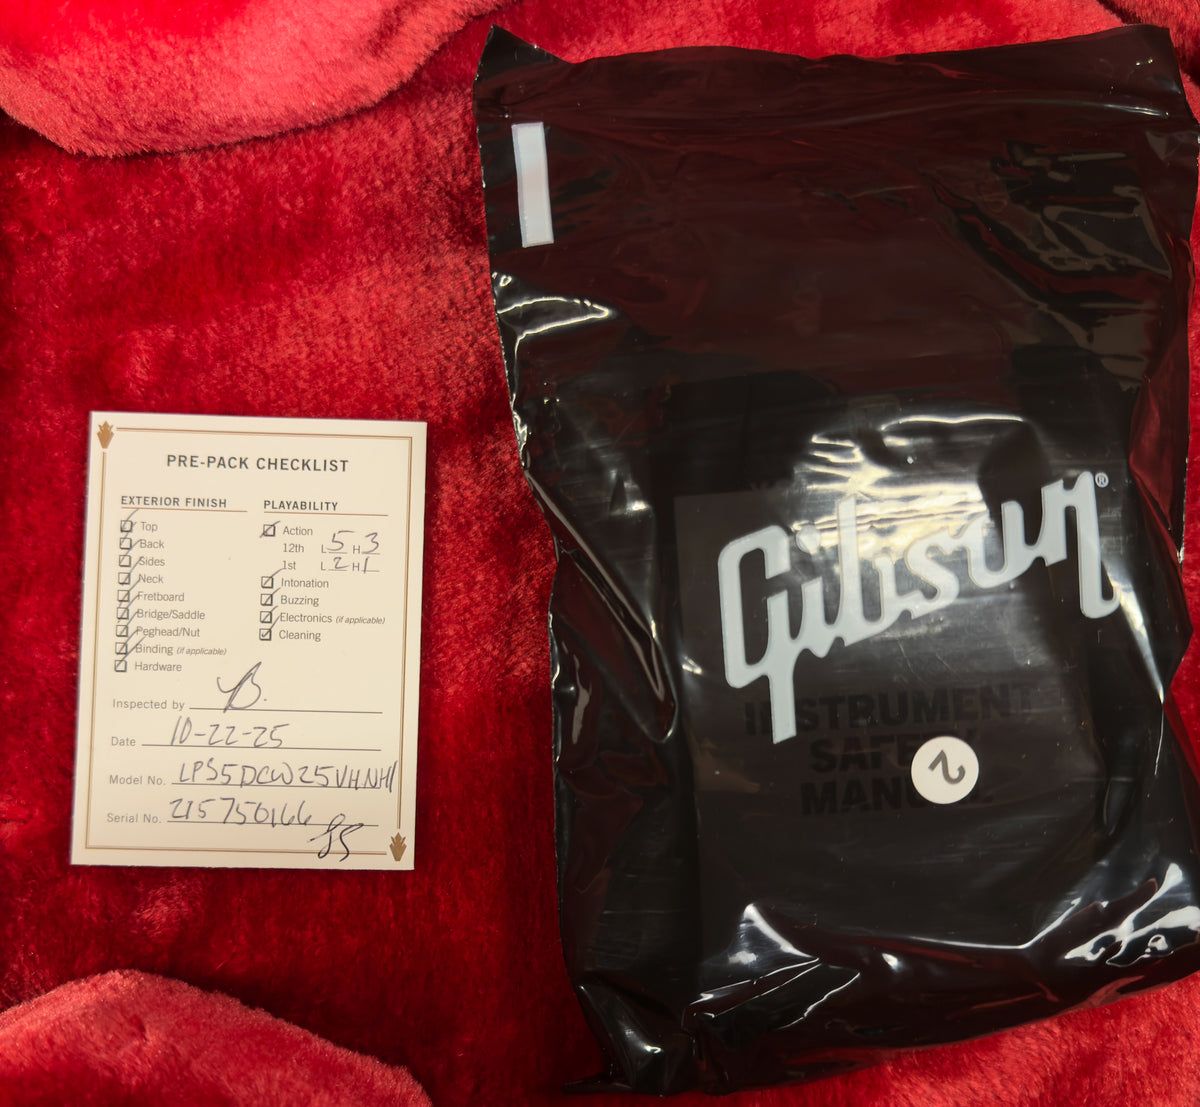 PRE-PACK CHECKLIST
EXTERIOR FINISH
Top
Back
Sides
Neck
Fretboard
Bridge/Saddle
Peghead/Nut
Binding (if applicable)
Hardware
PLAYABILITY
Action
12th L 5 H 3
1st L 2 H 1
Intonation
Buzzing
Electronics (if applicable)
Cleaning
Inspected by
Date 10-22-25
Model No. LPS5DCW25VHNH1
Serial No. 215750166
Gibson®
INSTRUMENT
SAFETY
MANUAL
2